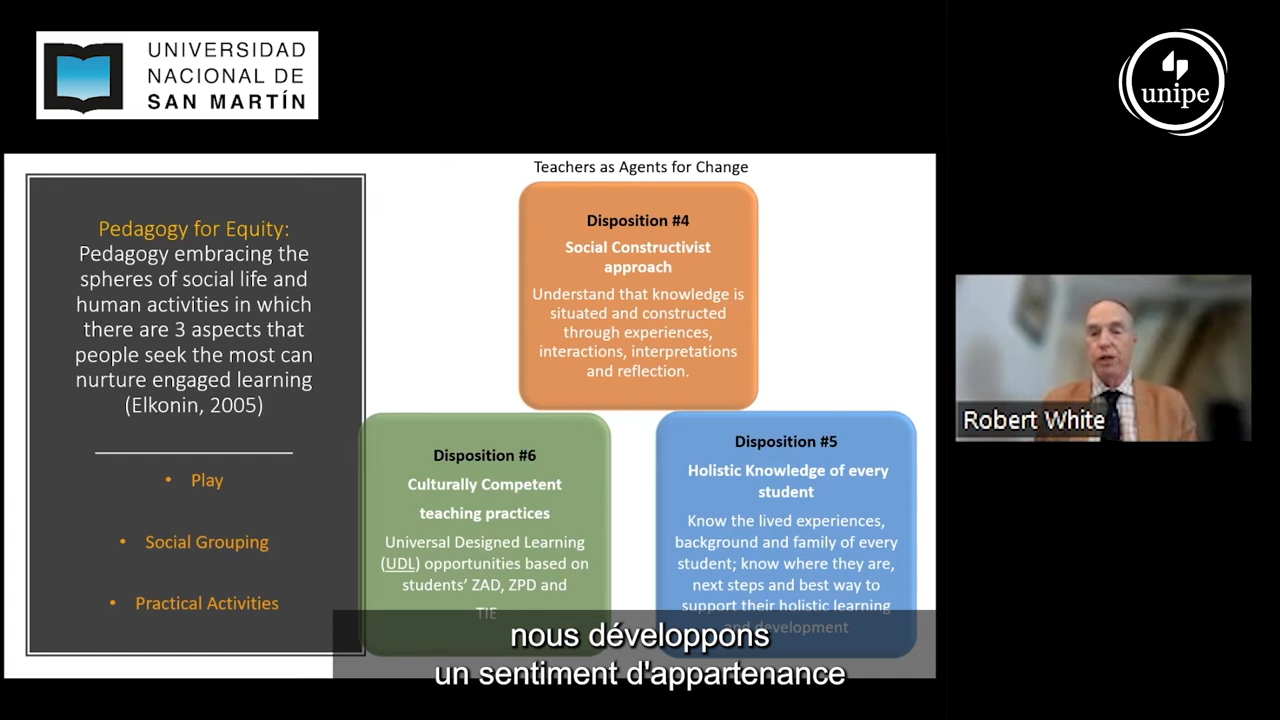 UNIVERSIDAD
NACIONAL DE
SAN MARTÍN
unipe
Teachers as Agents for Change
Pedagogy for Equity:
Pedagogy embracing the
spheres of social life and
human activities in which
there are 3 aspects that
people seek the most can
nurture engaged learning
(Elkonin, 2005)
• Play
• Social Grouping
• Practical Activities
Disposition #4
Social Constructivist
approach
Understand that knowledge is
situated and constructed
through experiences,
interactions, interpretations
and reflection.
Disposition #6
Culturally Competent
teaching practices
Universal Designed Learning
(UDL) opportunities based on
students' ZAD, ZPD and
TIE
Disposition #5
Holistic Knowledge of every
student
Know the lived experiences,
background and family of every
student; know where they are,
next steps and best way to
support their holistic learning
and development
Robert White
nous développons
un sentiment d'appartenance